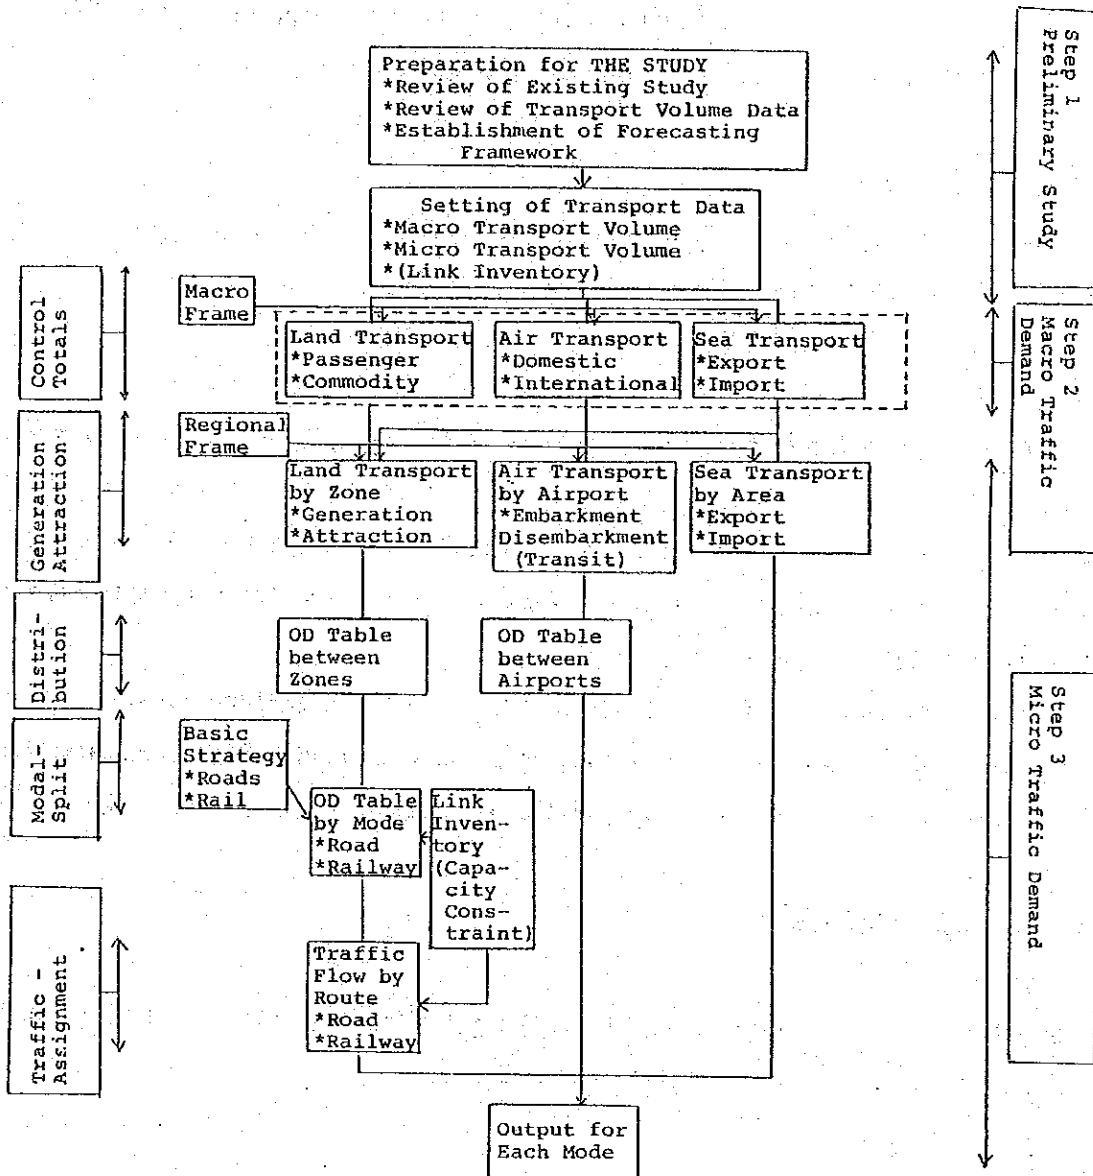 Preparation for THE STUDY
*Review of Existing Study
*Review of Transport Volume Data
*Establishment of Forecasting
Framework
Setting of Transport Data
*Macro Transport Volume
*Micro Transport Volume
*(Link Inventory)
Macro
Frame
Land Transport
*Passenger
*Commodity
Air Transport
*Domestic
*International
Sea Transport
*Export
*Import
Regional
Frame
Land Transport
by Zone
*Generation
*Attraction
Air Transport
by Airport
*Embarkment
Disembarkment
(Transit)
Sea Transport
by Area
*Export
*Import
OD Table
between
Zones
OD Table
between
Airports
Basic
Strategy
*Roads
*Rail
OD Table
by Mode
*Road
*Railway
Link
Inven-
tory
(Capa-
city
Cons-
traint)
Traffic
Flow by
Route
*Road
*Railway
Output for
Each Mode
Control
Totals
Generation
Attraction
Distri-
bution
Modal-
Split
Traffic -
Assignment
Step 1
Preliminary Study
Step 2
Macro Traffic
Demand
Step 3
Micro Traffic Demand